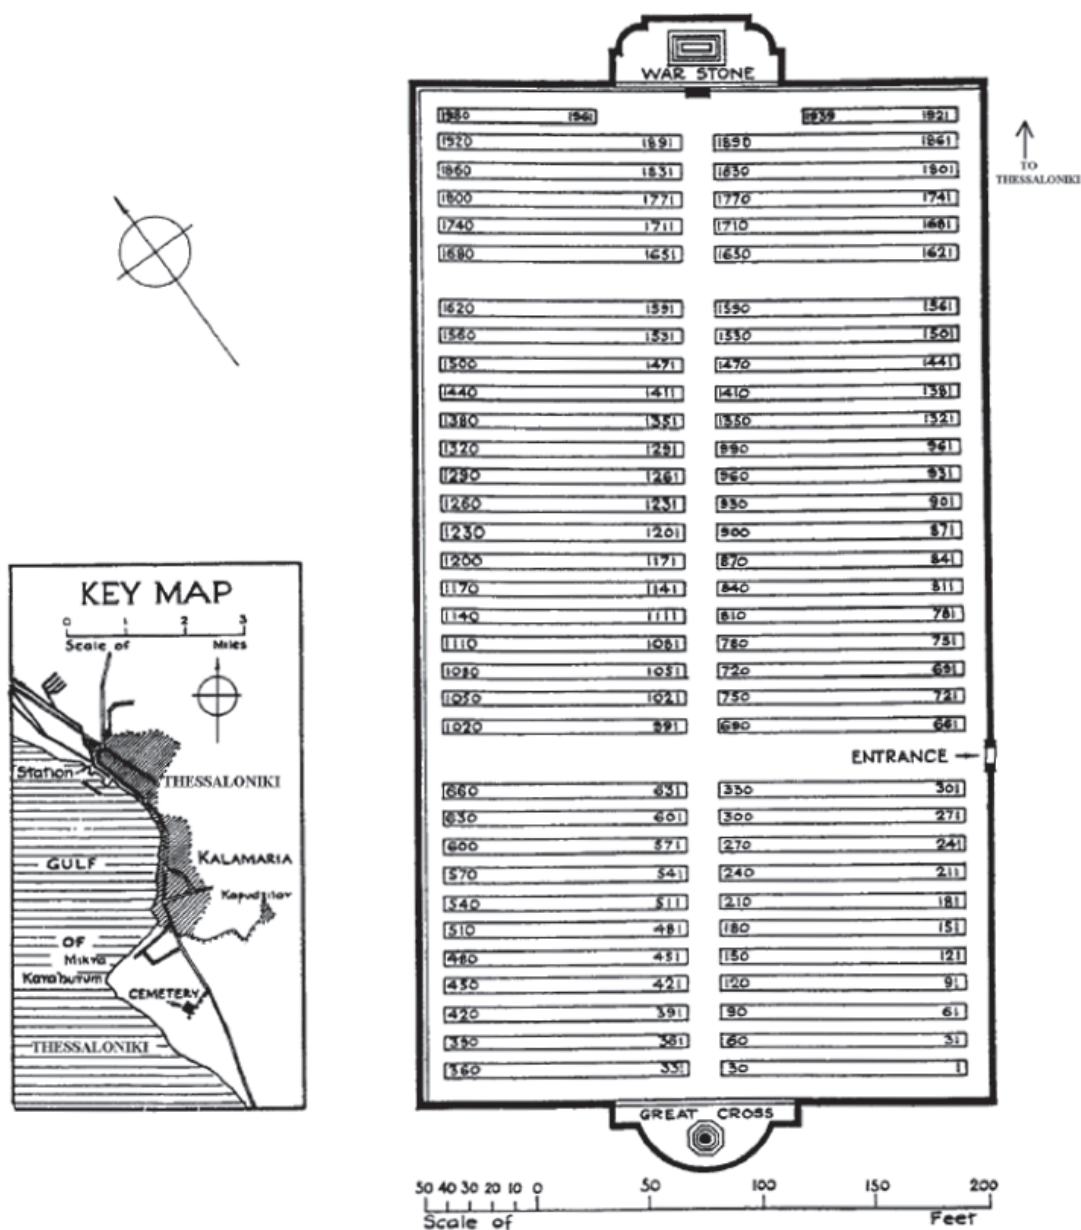 WAR STONE
1980 1961 1939 1921
1920 1891 1890 1861
1860 1831 1830 1801
1800 1771 1770 1741
1740 1711 1710 1681
1680 1651 1650 1621
1620 1591 1590 1561
1560 1531 1530 1501
1500 1471 1470 1441
1440 1411 1410 1381
1380 1351 1350 1321
1320 1291 990 961
1290 1261 960 931
1260 1231 930 901
1230 1201 900 871
1200 1171 870 841
1170 1141 840 811
1140 1111 810 781
1110 1081 780 751
1080 1051 720 691
1050 1021 750 721
1020 991 690 661
ENTRANCE
660 631 330 301
630 601 300 271
600 571 270 241
570 541 240 211
540 511 210 181
510 481 180 151
480 451 150 121
450 421 120 91
420 391 90 61
390 361 60 31
360 331 30 1
GREAT CROSS
50 40 30 20 10 0 50 100 150 200
Scale of Feet
TO
THESSALONIKI
KEY MAP
0 1 2 3
Scale of Miles
Station
THESSALONIKI
GULF
KALAMARIA
Kapudzilar
OF
Mikra
Karaburum
CEMETERY
THESSALONIKI